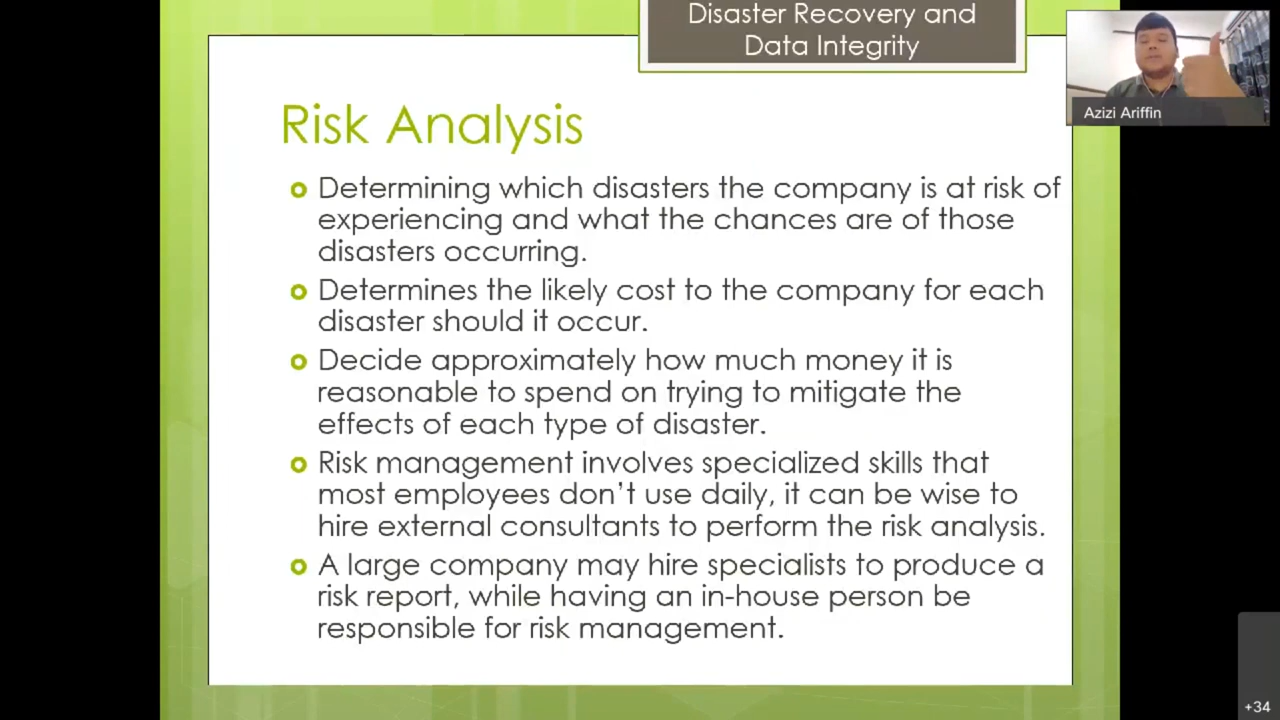 Disaster Recovery and
Data Integrity
Azizi Ariffin
Risk Analysis
Determining which disasters the company is at risk of
experiencing and what the chances are of those
disasters occurring.
Determines the likely cost to the company for each
disaster should it occur.
Decide approximately how much money it is
reasonable to spend on trying to mitigate the
effects of each type of disaster.
Risk management involves specialized skills that
most employees don’t use daily, it can be wise to
hire external consultants to perform the risk analysis.
A large company may hire specialists to produce a
risk report, while having an in-house person be
responsible for risk management.
+34